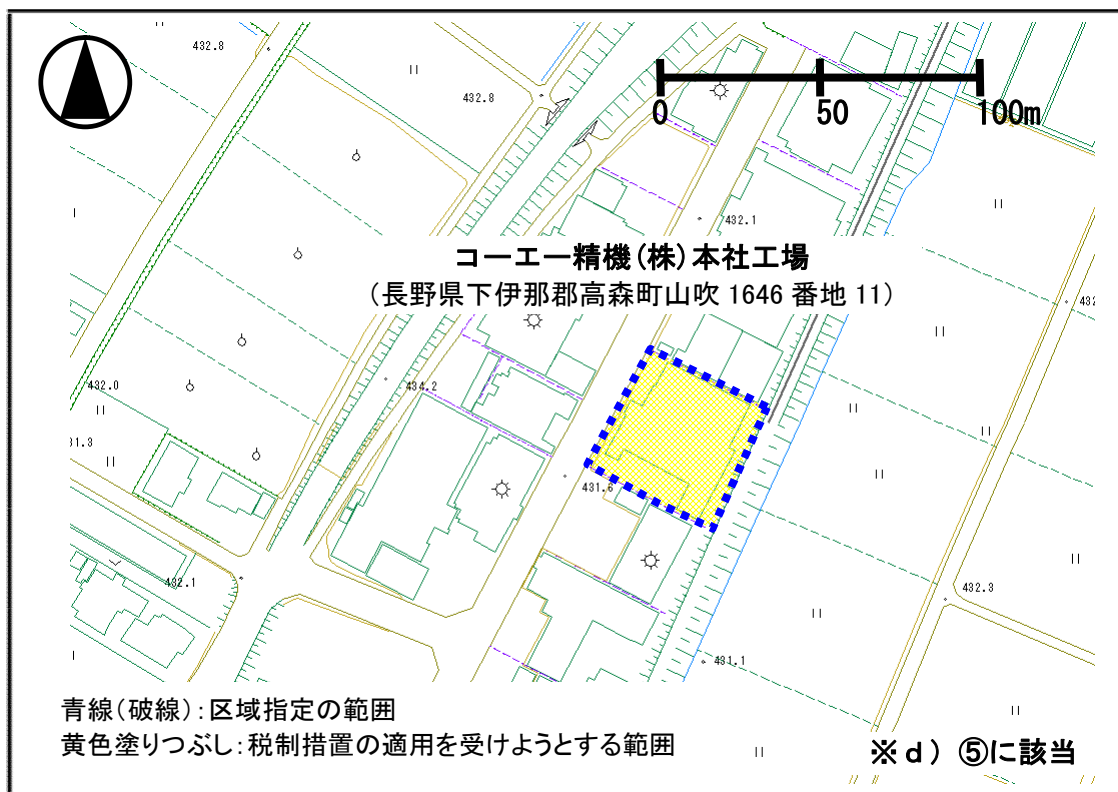 432.8
432.8
0 50 100m
432.1
コーエー精機(株)本社工場
(長野県下伊那郡高森町山吹 1646 番地 11)
432.0
434.2
431.6
432.1
432.3
431.1
青線(破線):区域指定の範囲
黄色塗りつぶし:税制措置の適用を受けようとする範囲
※ｄ) ⑤に該当